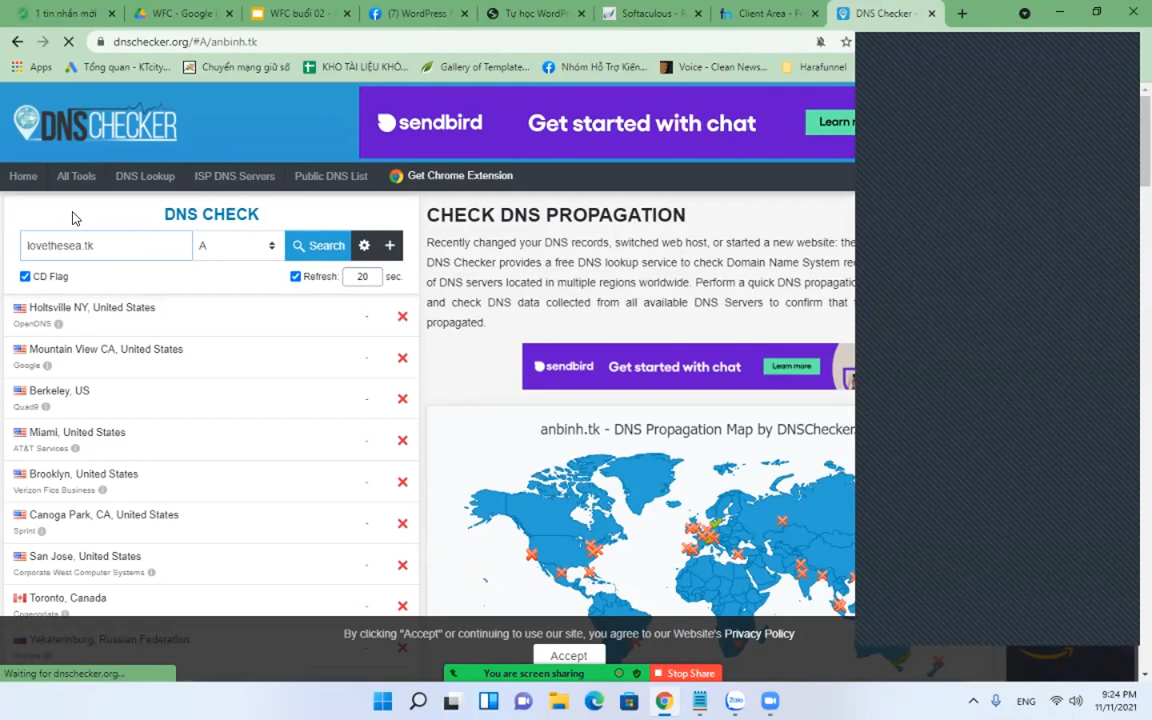 1 tin nhắn mới
WFC - Google
WFC buổi 02 -
(7) WordPress
Tự học WordP
Softaculous -
Client Area -
DNS Checker -
dnschecker.org/#A/anbinh.tk
Apps
Tổng quan - KTcity...
Chuyển mạng giữ số
KHO TÀI LIỆU KHÓ...
Gallery of Template...
Nhóm Hỗ Trợ Kiến...
Voice - Clean News...
Harafunnel
DNSCHECKER
sendbird
Get started with chat
Learn
Home
All Tools
DNS Lookup
ISP DNS Servers
Public DNS List
Get Chrome Extension
DNS CHECK
lovethesea.tk
A
Search
CD Flag
Refresh: 20 sec.
Holtsville NY, United States
OpenDNS
-
Mountain View CA, United States
Google
-
Berkeley, US
Quad9
-
Miami, United States
AT&T Services
-
Brooklyn, United States
Verizon Fios Business
-
Canoga Park, CA, United States
Sprint
-
San Jose, United States
Corporate West Computer Systems
-
Toronto, Canada
Yekaterinburg, Russian Federation
Skydns
CHECK DNS PROPAGATION
Recently changed your DNS records, switched web host, or started a new website: the
DNS Checker provides a free DNS lookup service to check Domain Name System re
of DNS servers located in multiple regions worldwide. Perform a quick DNS propagatio
and check DNS data collected from all available DNS Servers to confirm that
propagated.
sendbird
Get started with chat
Learn more
anbinh.tk - DNS Propagation Map by DNSChecker.
By clicking "Accept" or continuing to use our site, you agree to our Website's Privacy Policy
Accept
Waiting for dnschecker.org...
You are screen sharing
Stop Share
Zalo
ENG
9:24 PM
11/11/2021